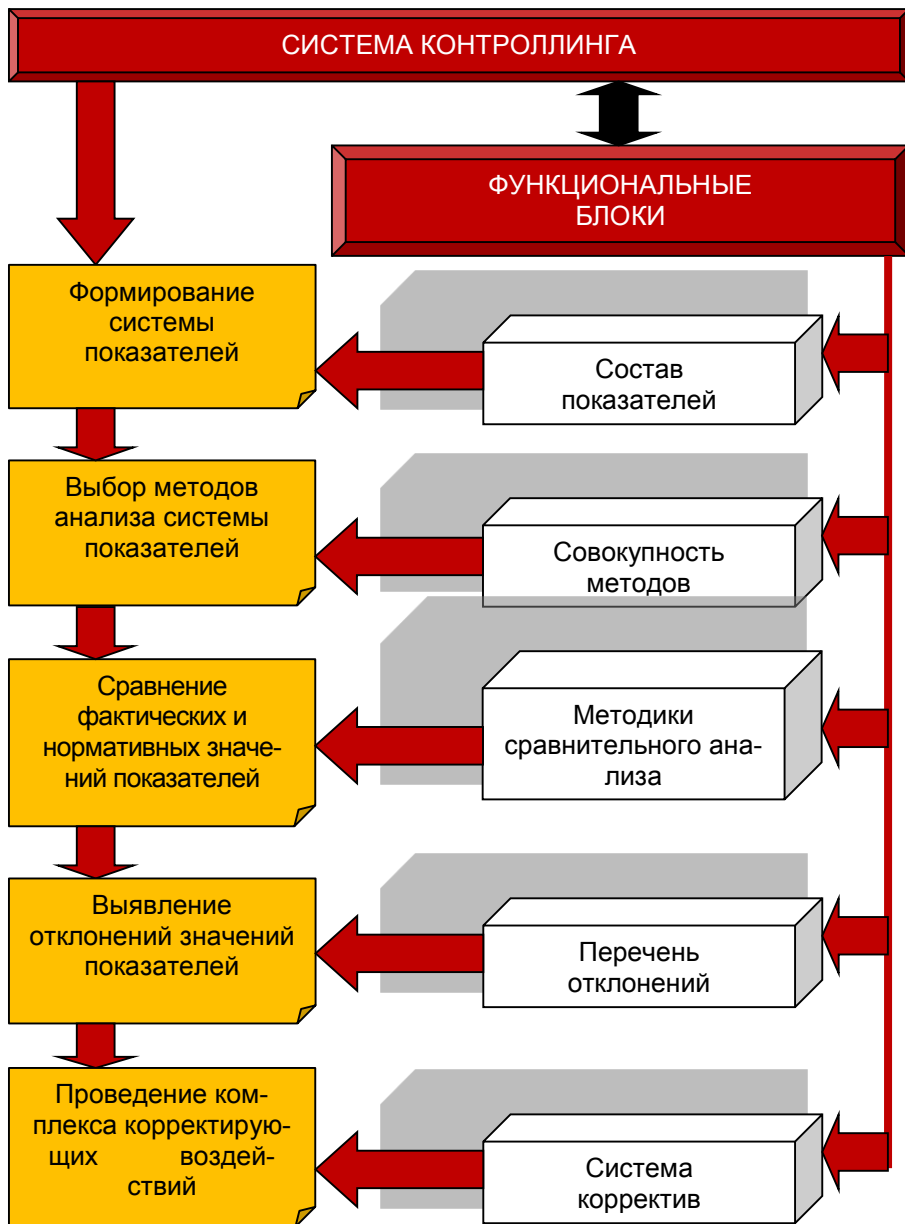 СИСТЕМА КОНТРОЛЛИНГА
ФУНКЦИОНАЛЬНЫЕ
БЛОКИ
Формирование
системы
показателей
Состав
показателей
Выбор методов
анализа системы
показателей
Совокупность
методов
Сравнение
фактических и
нормативных значе-
ний показателей
Методики
сравнительного ана-
лиза
Выявление
отклонений значений
показателей
Перечень
отклонений
Проведение ком-
плекса корректирую-
щих воздей-
ствий
Система
корректив